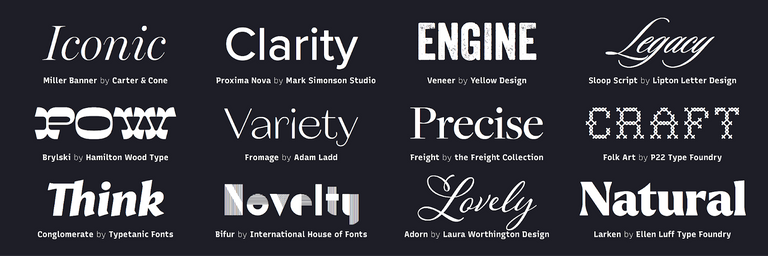 Iconic
Miller Banner by Carter & Cone
Clarity
Proxima Nova by Mark Simonson Studio
ENGINE
Veneer by Yellow Design
Legacy
Sloop Script by Lipton Letter Design
POW
Brylski by Hamilton Wood Type
Variety
Fromage by Adam Ladd
Precise
Freight by the Freight Collection
CRAFT
Folk Art by P22 Type Foundry
Think
Conglomerate by Typetanic Fonts
Novelty
Bifur by International House of Fonts
Lovely
Adorn by Laura Worthington Design
Natural
Larken by Ellen Luff Type Foundry